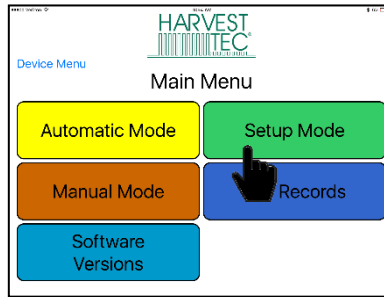 HARVEST
TEC
Device Menu
Main Menu
Automatic Mode
Setup Mode
Manual Mode
Records
Software
Versions